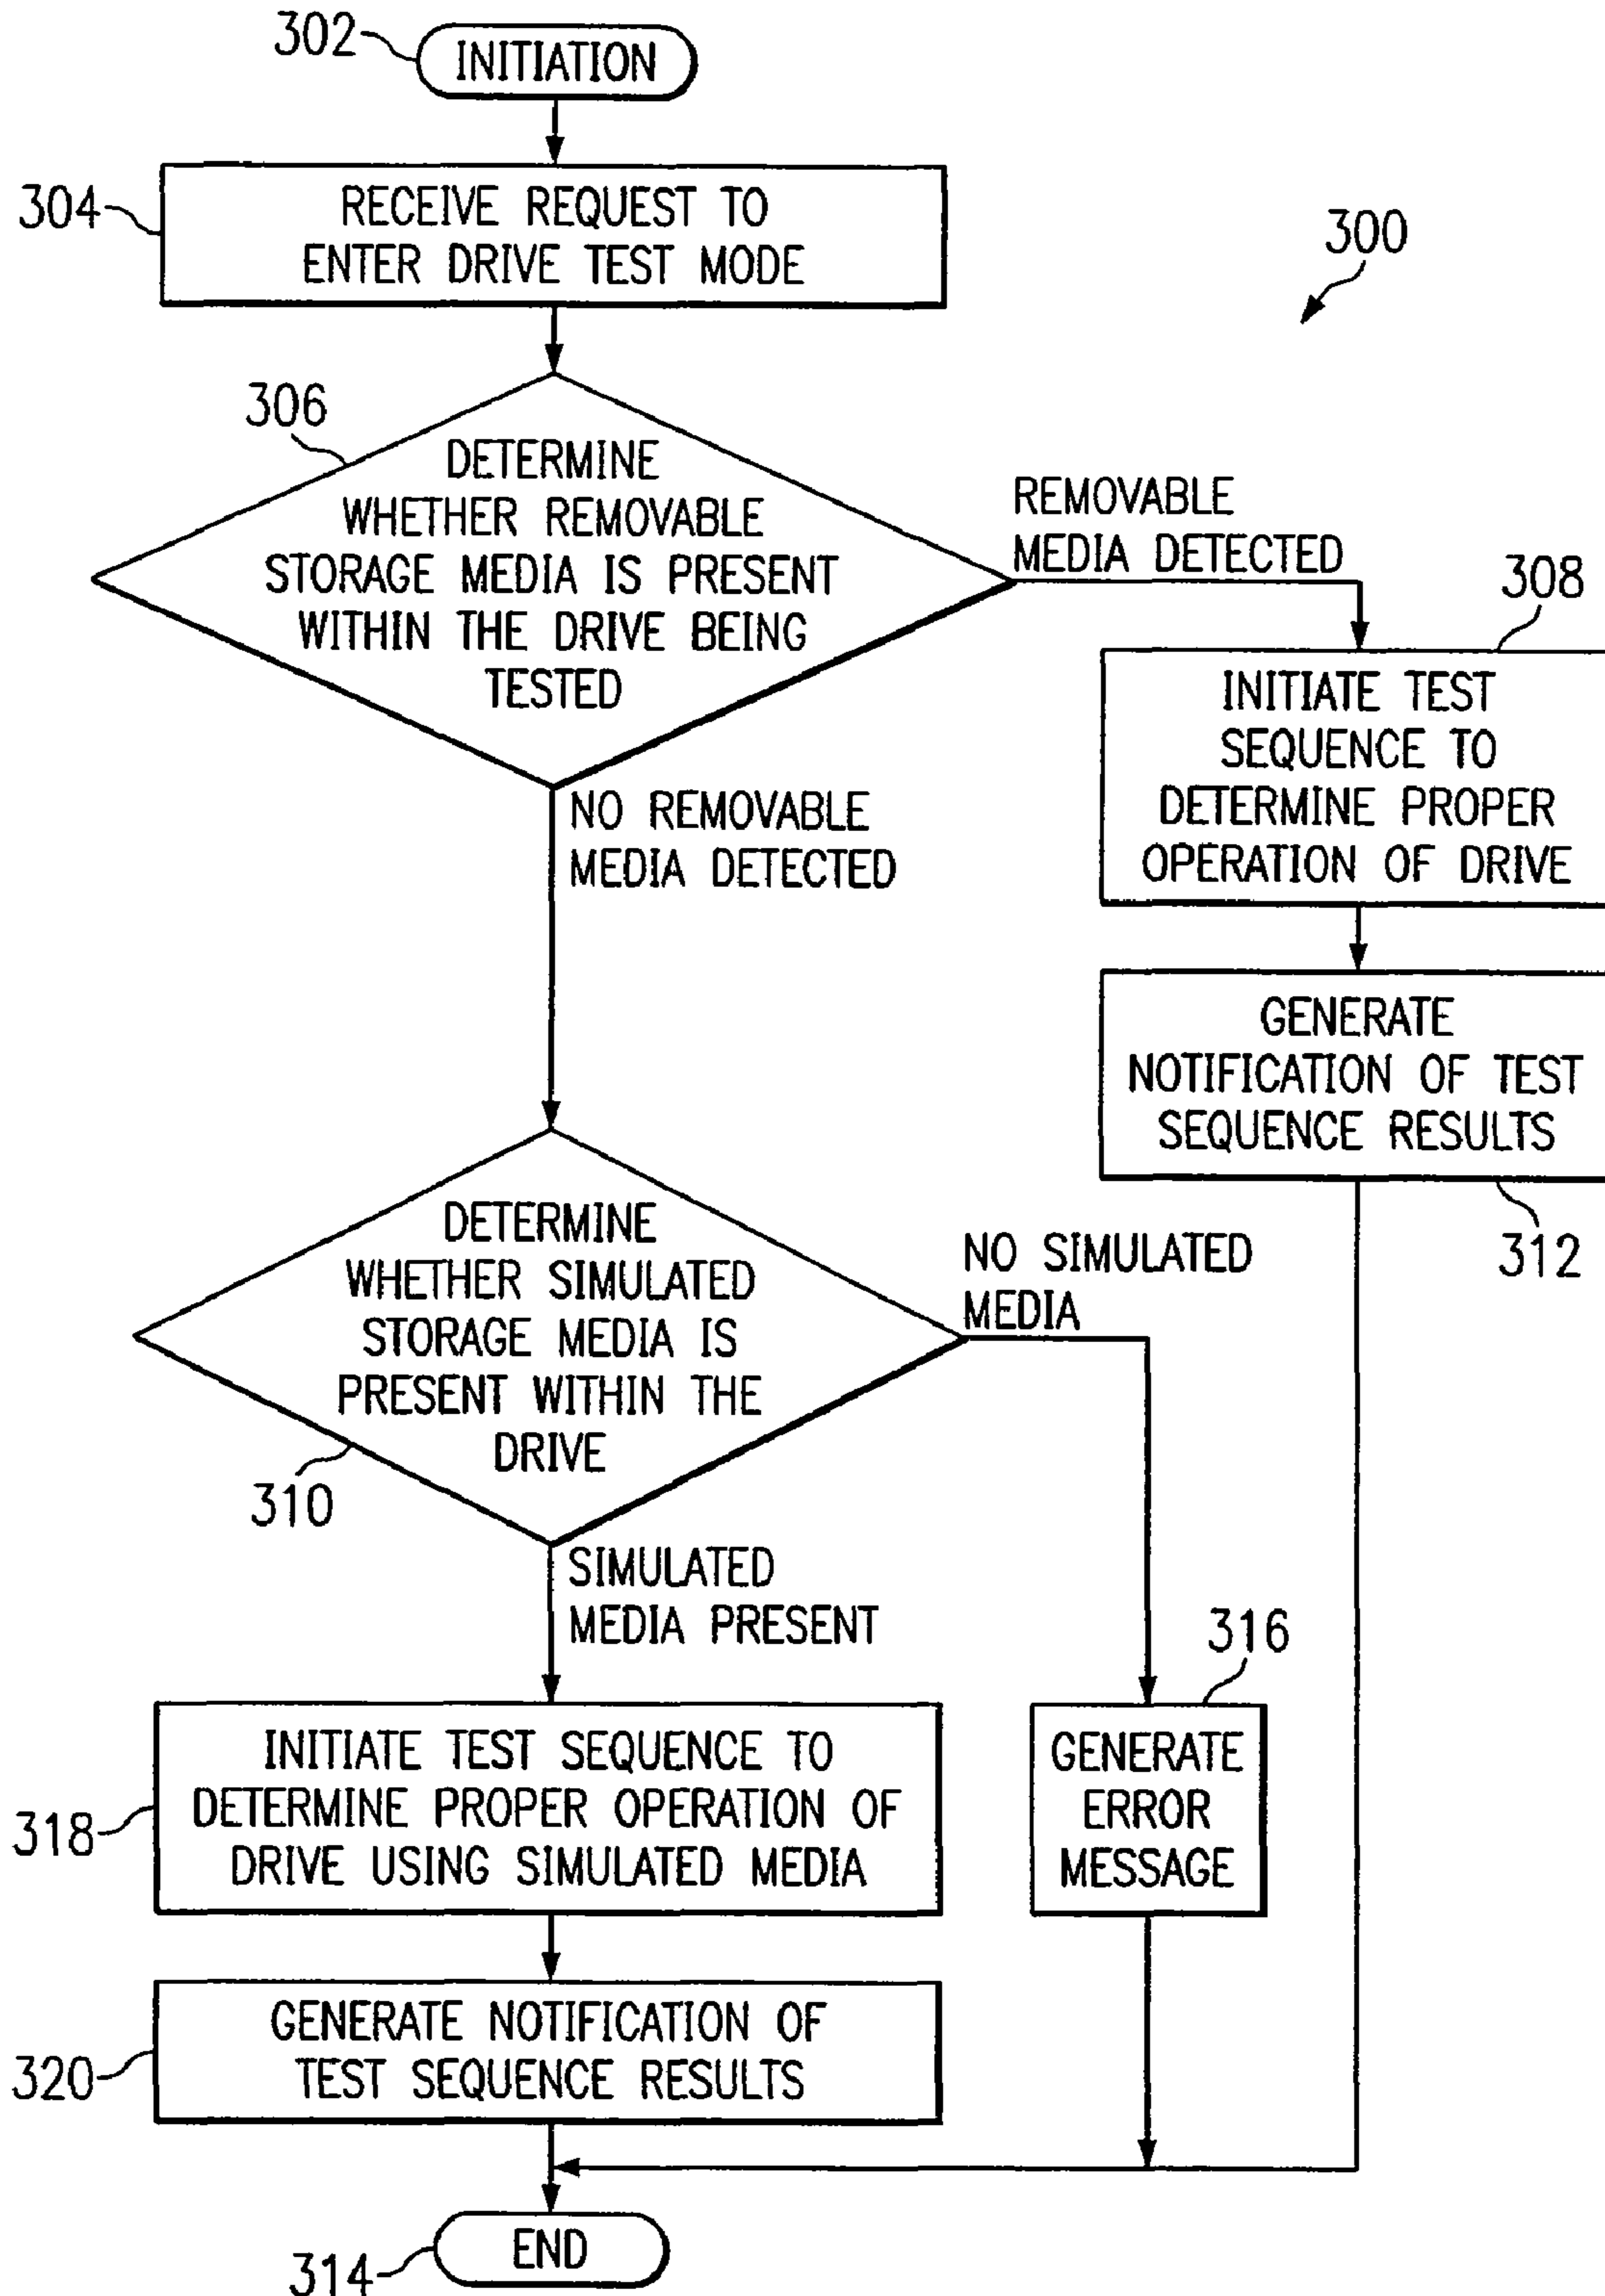 302
INITIATION
304
RECEIVE REQUEST TO
ENTER DRIVE TEST MODE
300
306
DETERMINE
WHETHER REMOVABLE
STORAGE MEDIA IS PRESENT
WITHIN THE DRIVE BEING
TESTED
REMOVABLE
MEDIA DETECTED
308
INITIATE TEST
SEQUENCE TO
DETERMINE PROPER
OPERATION OF DRIVE
NO REMOVABLE
MEDIA DETECTED
GENERATE
NOTIFICATION OF TEST
SEQUENCE RESULTS
312
DETERMINE
WHETHER SIMULATED
STORAGE MEDIA IS
PRESENT WITHIN THE
DRIVE
310
NO SIMULATED
MEDIA
SIMULATED
MEDIA PRESENT
316
GENERATE
ERROR
MESSAGE
318
INITIATE TEST SEQUENCE TO
DETERMINE PROPER OPERATION OF
DRIVE USING SIMULATED MEDIA
320
GENERATE NOTIFICATION OF
TEST SEQUENCE RESULTS
END
314